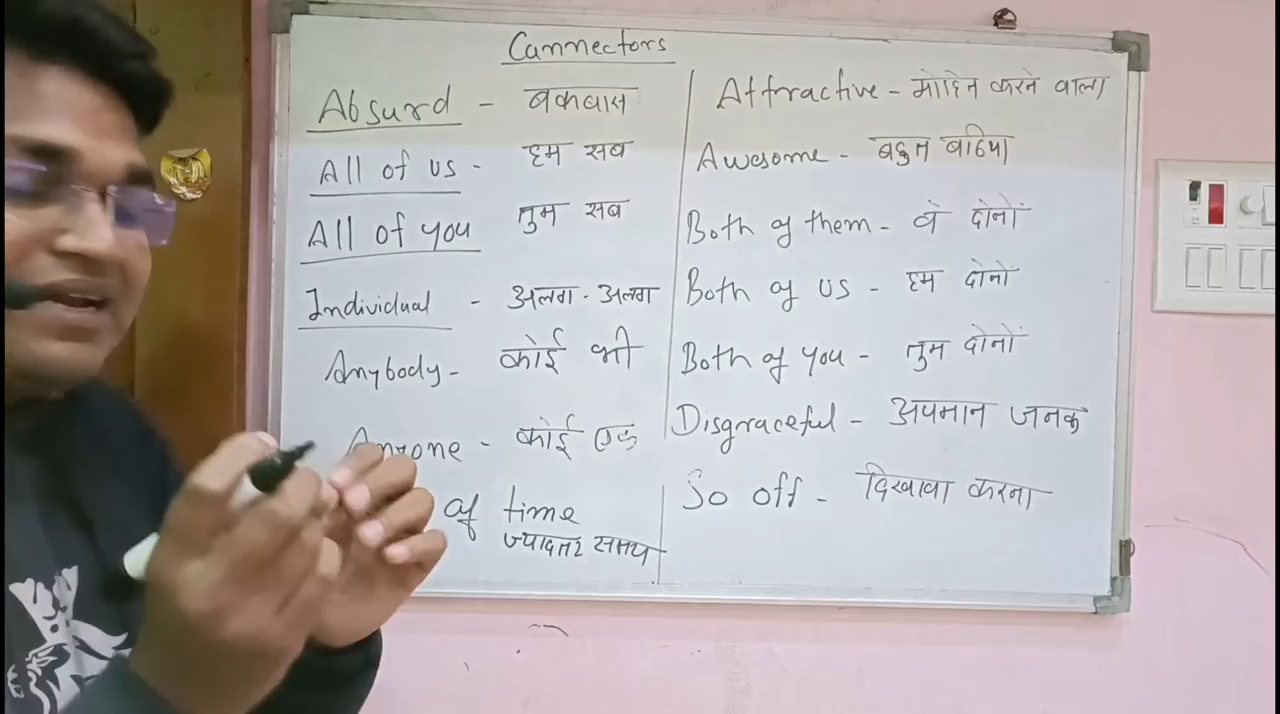 Cannectors
Absurd - बकवास
All of us - हम सब
All of you तुम सब
Individual - अलग - अलग
Anybody - कोई भी
Anyone - कोई एक
of time
ज्यादातर समय
Attractive - मोहित करने वाला
Awesome - बहुत बढिया
Both of them - वे दोनों
Both of us - हम दोनों
Both of you - तुम दोनों
Disgraceful - अपमान जनक
So off - दिखावा करना